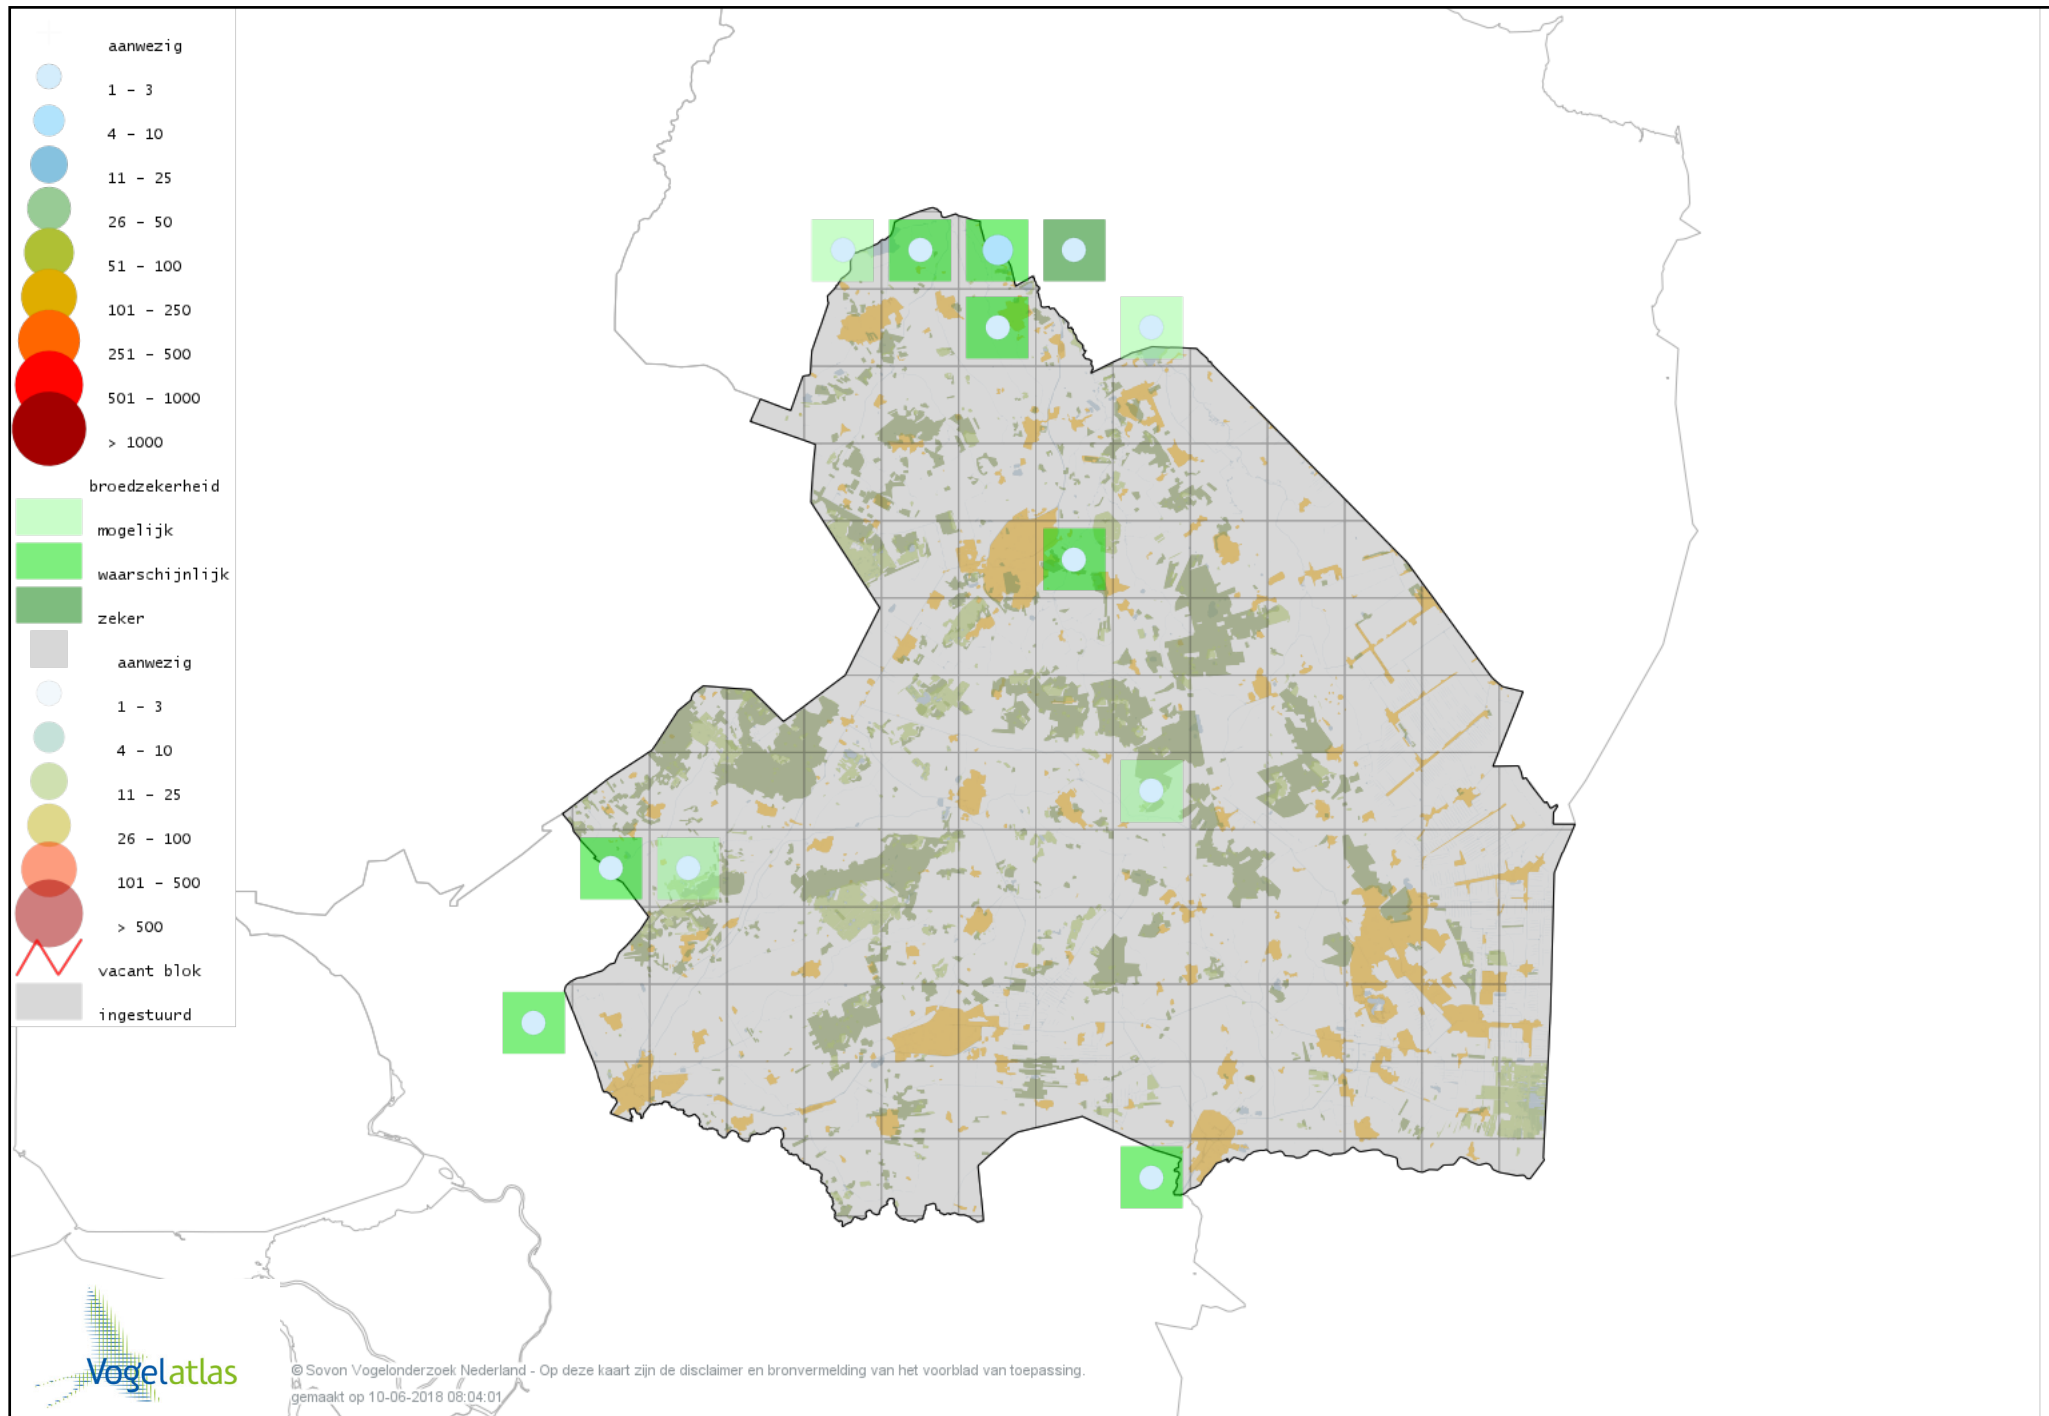 aanwezig
1 - 3
4 - 10
11 - 25
26 - 50
51 - 100
101 - 250
251 - 500
501 - 1000
> 1000
broedzekerheid
mogelijk
waarschijnlijk
zeker
aanwezig
1 - 3
4 - 10
11 - 25
26 - 100
101 - 500
> 500
vacant blok
ingestuurd
Vogelatlas
© Sovon Vogelonderzoek Nederland - Op deze kaart zijn de disclaimer en bronvermelding van het voorblad van toepassing.
gemaakt op 10-06-2018 08:04:01